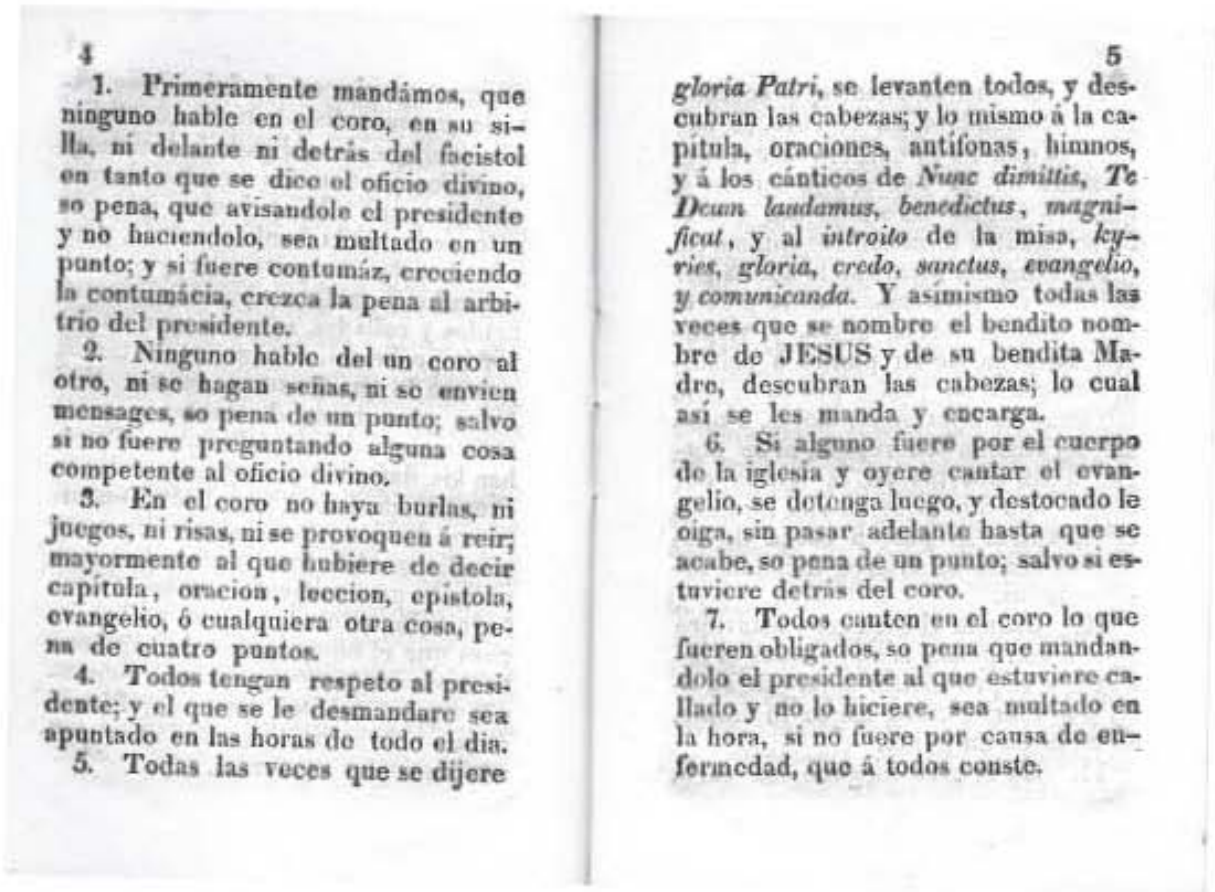 4
1. Primeramente mandámos, que
ninguno hable en el coro, en su si-
lla, ni delante ni detrás del facistol
en tanto que se dice el oficio divino,
so pena, que avisandole el presidente
y no haciendolo, sea multado en un
punto; y si fuere contumáz, creciendo
la contumácia, crezca la pena al arbi-
trio del presidente.
2. Ninguno hable del un coro al
otro, ni se hagan señas, ni se envien
mensages, so pena de un punto; salvo
si no fuere preguntando alguna cosa
competente al oficio divino.
3. En el coro no haya burlas, ni
juegos, ni risas, ni se provoquen á reir;
mayormente al que hubiere de decir
capítula, oracion, leccion, epístola,
evangelio, ó cualquiera otra cosa, pe-
na de cuatro puntos.
4. Todos tengan respeto al presi-
dente; y el que se le desmandare sea
apuntado en las horas de todo el dia.
5. Todas las veces que se dijere
5
gloria Patri, se levanten todos, y des-
cubran las cabezas; y lo mismo á la ca-
pítula, oraciones, antífonas, himnos,
y á los cánticos de Nunc dimittis, Te
Deum laudamus, benedictus, magni-
ficat, y al introito de la misa, ky-
ries, gloria, credo, sanctus, evangelio,
y comunicanda. Y asímismo todas las
veces que se nombre el bendito nom-
bre de JESUS y de su bendita Ma-
dre, descubran las cabezas; lo cual
así se les manda y encarga.
6. Si alguno fuere por el cuerpo
de la iglesia y oyere cantar el evan-
gelio, se detenga luego, y destocado le
oiga, sin pasar adelante hasta que se
acabe, so pena de un punto; salvo si es-
tuviere detrás del coro.
7. Todos canten en el coro lo que
fueren obligados, so pena que mandan-
dolo el presidente al que estuviere ca-
llado y no lo hiciere, sea multado en
la hora, si no fuere por causa de en-
fermedad, que á todos conste.